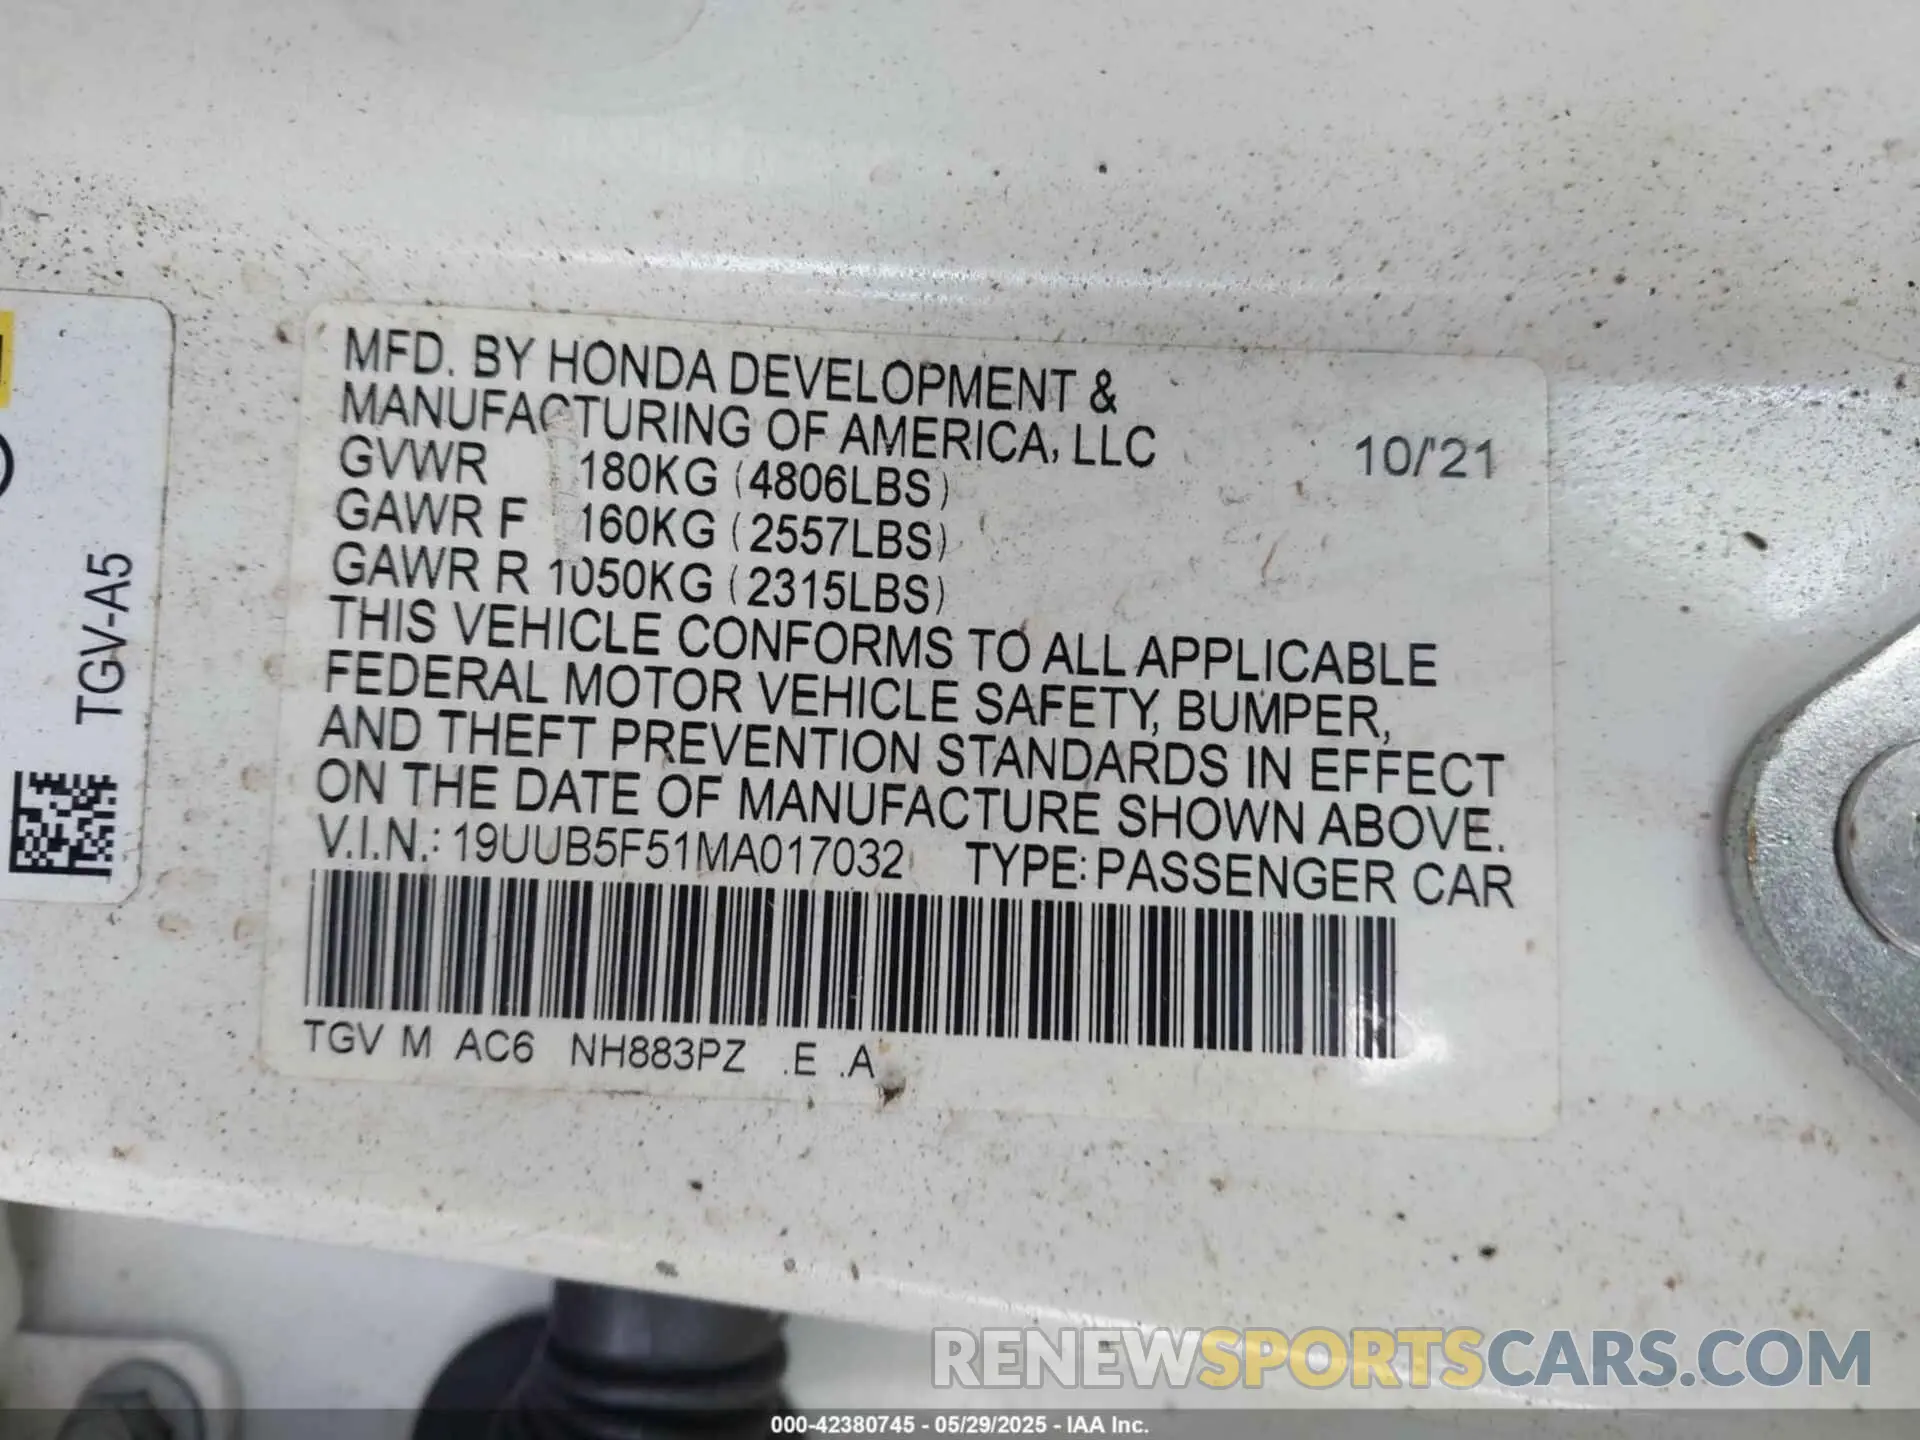 MFD. BY HONDA DEVELOPMENT &
MANUFACTURING OF AMERICA, LLC
10/'21
GVWR 180KG (4806LBS)
GAWR F 160KG (2557LBS)
GAWR R 1050KG (2315LBS)
THIS VEHICLE CONFORMS TO ALL APPLICABLE
FEDERAL MOTOR VEHICLE SAFETY, BUMPER,
AND THEFT PREVENTION STANDARDS IN EFFECT
ON THE DATE OF MANUFACTURE SHOWN ABOVE.
V.I.N.: 19UUB5F51MA017032 TYPE: PASSENGER CAR
TGV M AC6 NH883PZ .E .A
TGV-A5
RENEWSPORTSCARS.COM
000-42380745 - 05/29/2025 - IAA Inc.